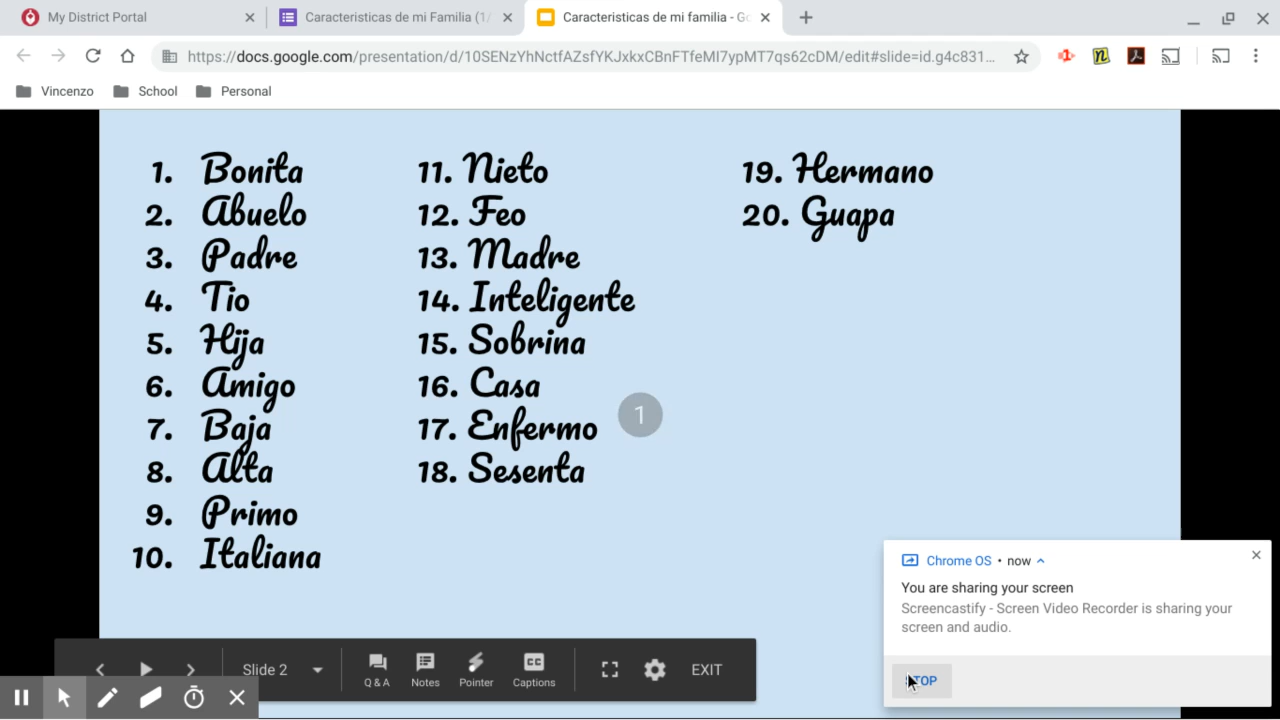 My District Portal
Caracteristicas de mi Familia (1/
Caracteristicas de mi familia - Go
https://docs.google.com/presentation/d/10SENzYhNctfAZsfYKJxkxCBnFTfeMI7ypMT7qs62cDM/edit#slide=id.g4c831...
Vincenzo
School
Personal
1. Bonita
2. Abuelo
3. Padre
4. Tio
5. Hija
6. Amigo
7. Baja
8. Alta
9. Primo
10. Italiana
11. Nieto
12. Feo
13. Madre
14. Inteligente
15. Sobrina
16. Casa
17. Enfermo
18. Sesenta
19. Hermano
20. Guapa
1
Chrome OS • now
You are sharing your screen
Screencastify - Screen Video Recorder is sharing your
screen and audio.
STOP
Slide 2
Q & A
Notes
Pointer
CC
Captions
EXIT